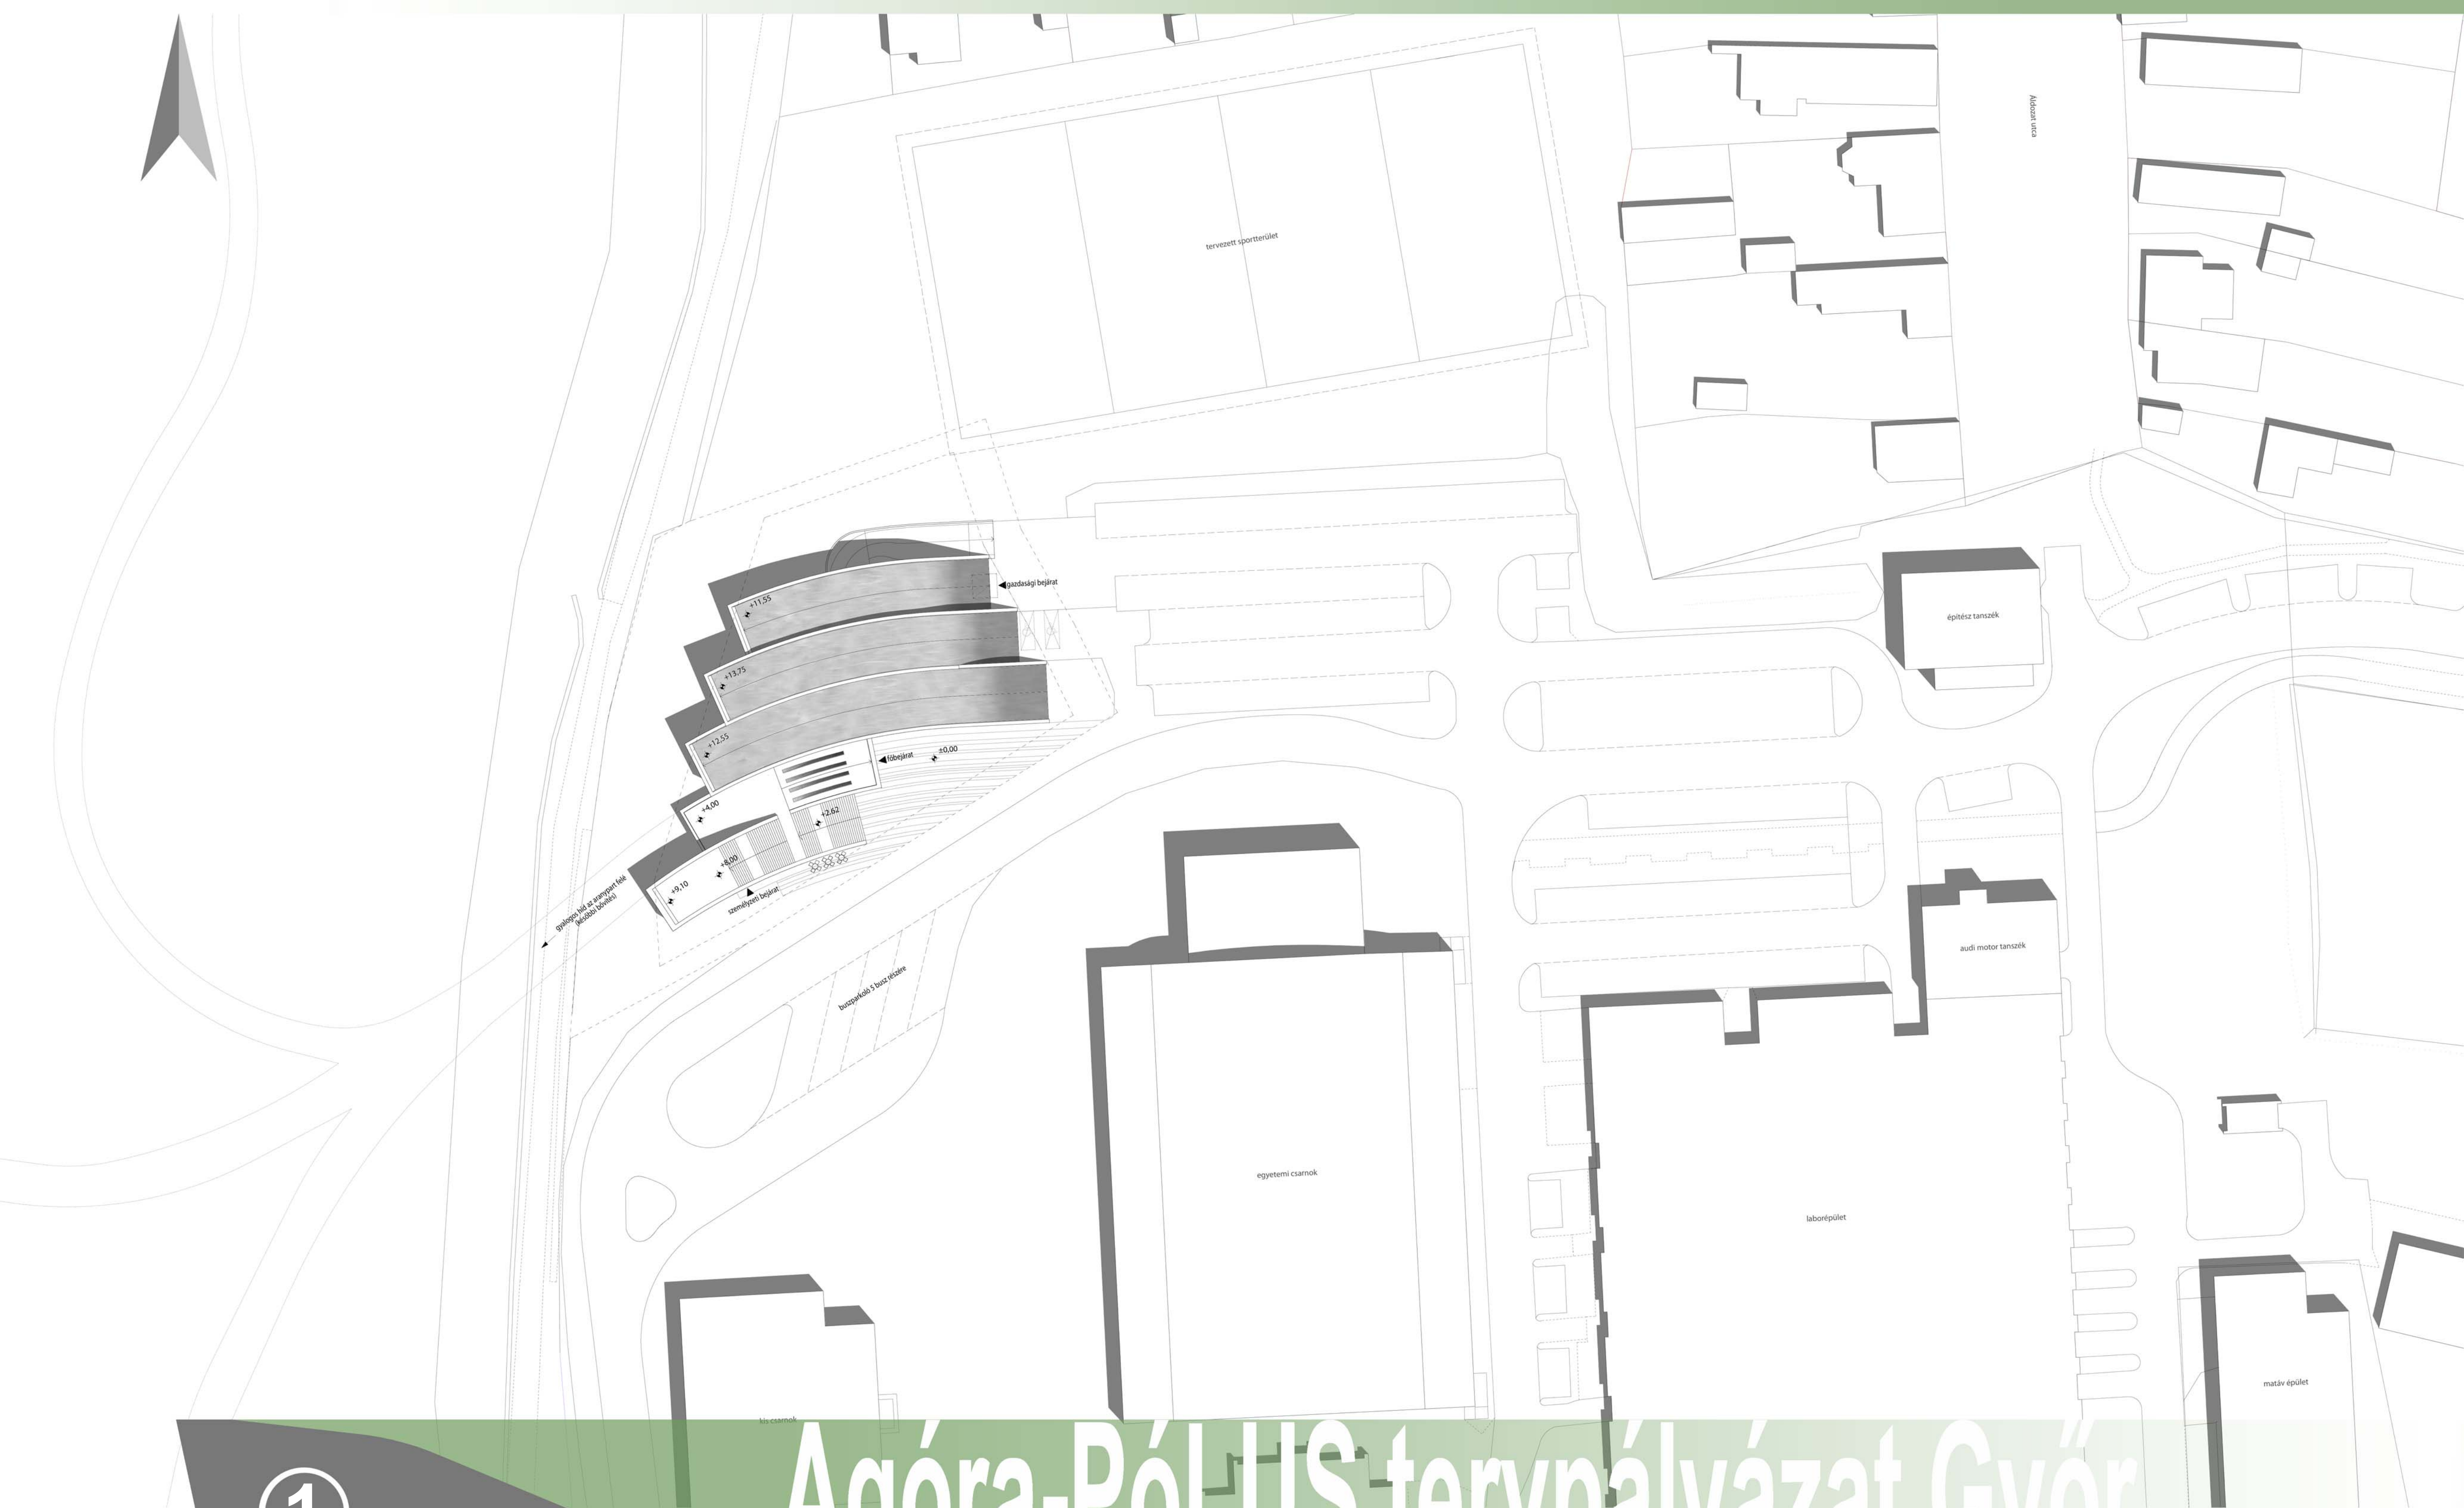 Áldozat utca
tervezett sportterület
gazdasági bejárat
+11,55
építész tanszék
+13,75
+12,55
főbejárat
±0,00
+4,00
+2.62
+8,00
+9,10
személyzeti bejárat
gyalogos híd az aranypart felé
(későbbi bővítés)
audi motor tanszék
buszparkoló 5 busz részére
egyetemi csarnok
laborépület
matáv épület
kis csarnok
1
Agóra-PóLUS tervpályázat Győr